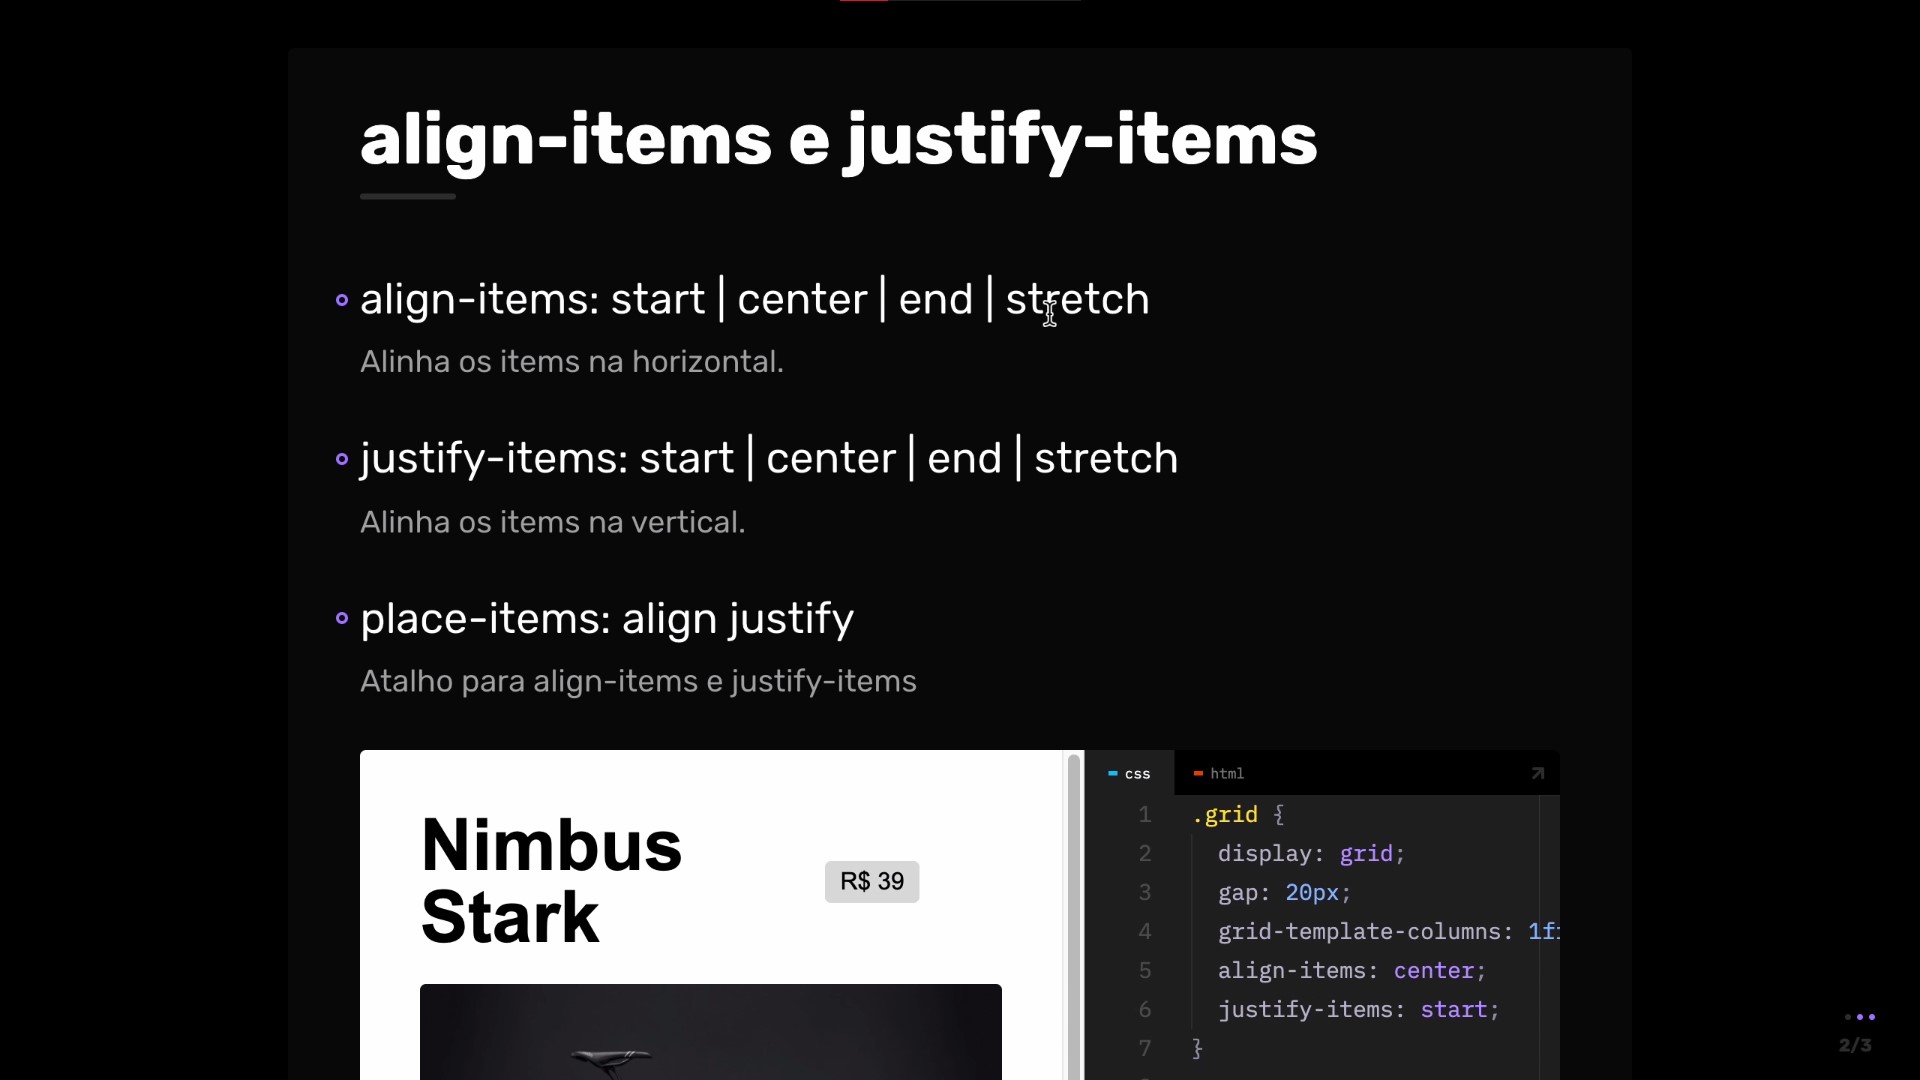 align-items e justify-items
align-items: start | center | end | stretch
Alinha os items na horizontal.
justify-items: start | center | end | stretch
Alinha os items na vertical.
place-items: align justify
Atalho para align-items e justify-items
Nimbus
Stark
R$ 39
css html
1 .grid {
2 display: grid;
3 gap: 20px;
4 grid-template-columns:
5 align-items: center;
6 justify-items: start;
7 }
2/3